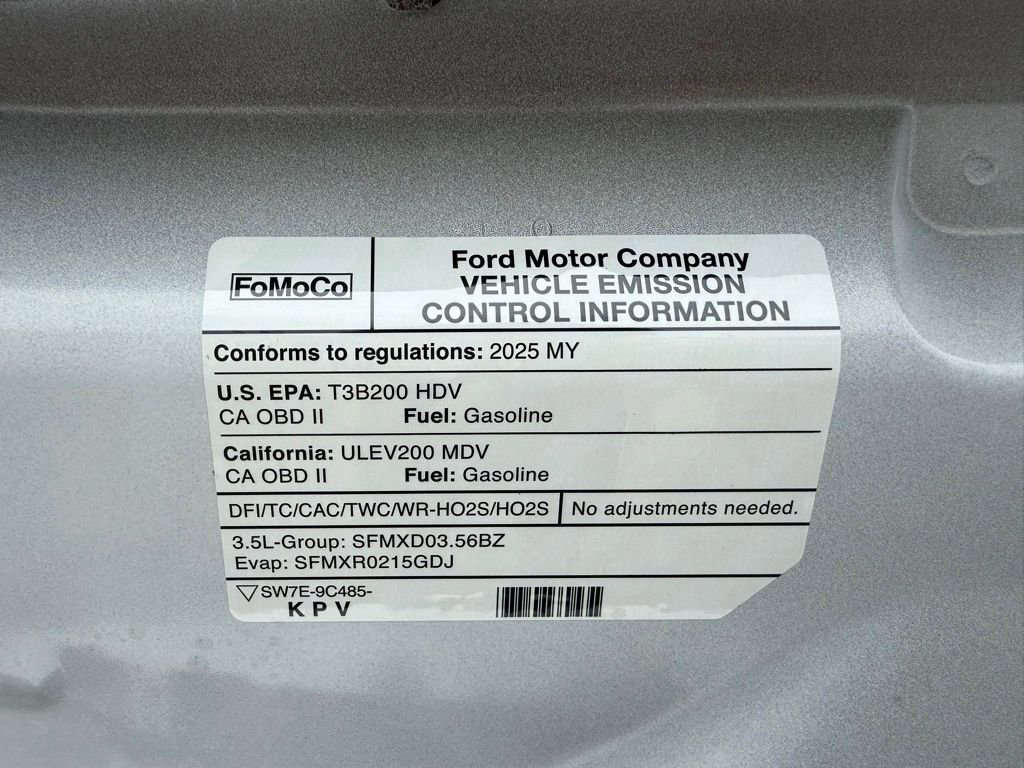 FoMoCo
Ford Motor Company
VEHICLE EMISSION
CONTROL INFORMATION
Conforms to regulations: 2025 MY
U.S. EPA: T3B200 HDV
CA OBD II Fuel: Gasoline
California: ULEV200 MDV
CA OBD II Fuel: Gasoline
DFI/TC/CAC/TWC/WR-HO2S/HO2S No adjustments needed.
3.5L-Group: SFMXD03.56BZ
Evap: SFMXR0215GDJ
SW7E-9C485-
K P V